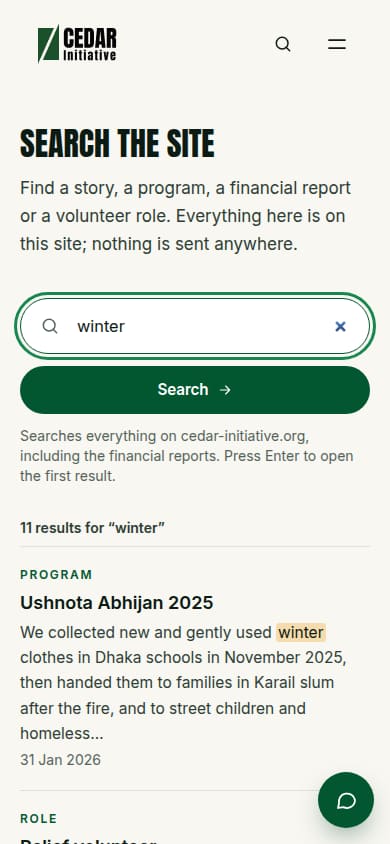 CEDAR
Initiative
SEARCH THE SITE
Find a story, a program, a financial report
or a volunteer role. Everything here is on
this site; nothing is sent anywhere.
winter
Search →
Searches everything on cedar-initiative.org,
including the financial reports. Press Enter to open
the first result.
11 results for “winter”
PROGRAM
Ushnota Abhijan 2025
We collected new and gently used winter
clothes in Dhaka schools in November 2025,
then handed them to families in Karail slum
after the fire, and to street children and
homeless...
31 Jan 2026
ROLE
Relief volunteer